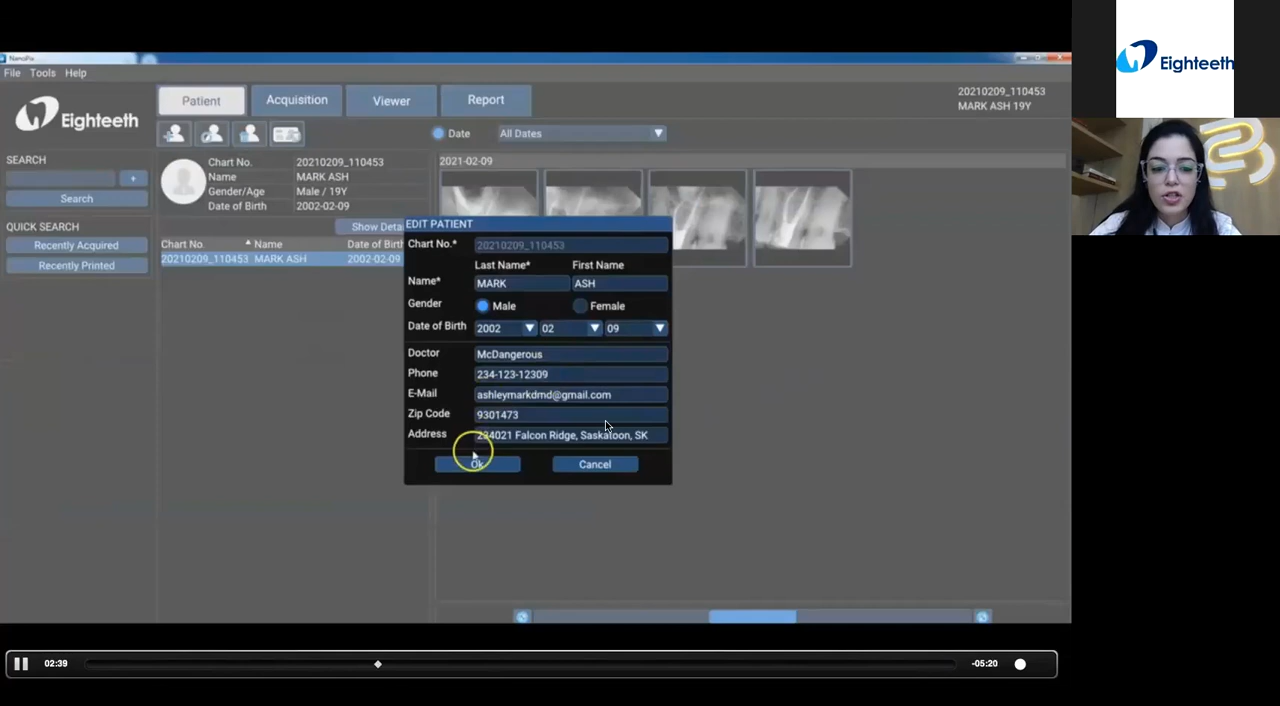 NanoPix
File Tools Help
Eighteeth
Patient Acquisition Viewer Report
20210209_110453
MARK ASH 19Y
Eighteeth
Date All Dates
SEARCH
+
Search
QUICK SEARCH
Recently Acquired
Recently Printed
Chart No. 20210209_110453
Name MARK ASH
Gender/Age Male / 19Y
Date of Birth 2002-02-09
Show Detai
Chart No. Name Date of Birth
20210209_110453 MARK ASH 2002-02-09
2021-02-09
EDIT PATIENT
Chart No.* 20210209_110453
Last Name* First Name
Name* MARK ASH
Gender Male Female
Date of Birth 2002 02 09
Doctor McDangerous
Phone 234-123-12309
E-Mail ashleymarkdmd@gmail.com
Zip Code 9301473
Address 234021 Falcon Ridge, Saskatoon, SK
Ok Cancel
02:39 -05:20